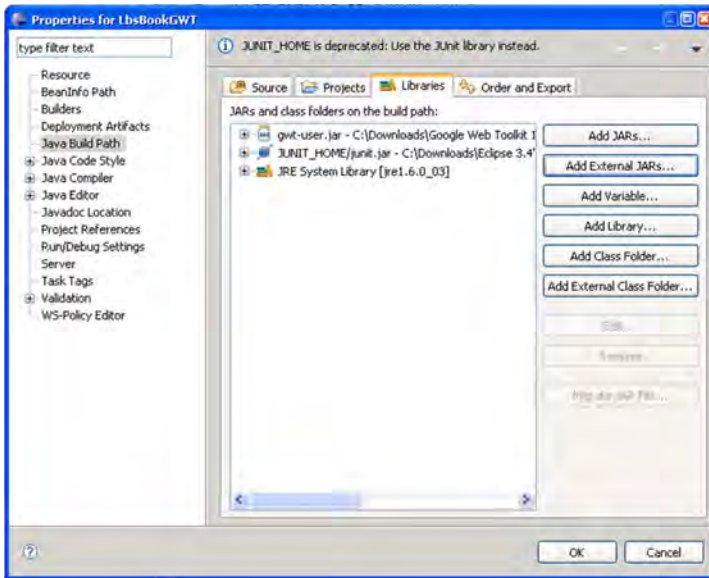 Properties for LbsBookGWT
type filter text
JUNIT_HOME is deprecated: Use the JUnit library instead.
Resource
BeanInfo Path
Builders
Deployment Artifacts
Java Build Path
Java Code Style
Java Compiler
Java Editor
Javadoc Location
Project References
Run/Debug Settings
Server
Task Tags
Validation
WS-Policy Editor
Source Projects Libraries Order and Export
JARs and class folders on the build path:
gwt-user.jar - C:\Downloads\Google Web Toolkit 1
JUNIT_HOME/junit.jar - C:\Downloads\Eclipse 3.4
JRE System Library [jre1.6.0_03]
Add JARs...
Add External JARs...
Add Variable...
Add Library...
Add Class Folder...
Add External Class Folder...
Edit...
Remove
OK Cancel